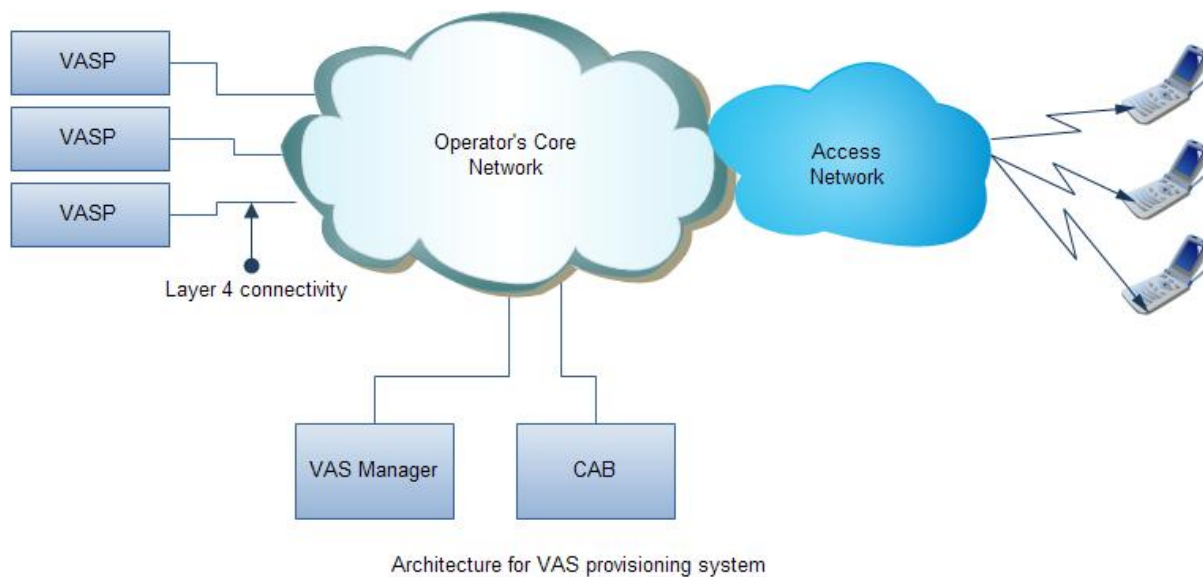 VASP
VASP
VASP
Layer 4 connectivity
Operator's Core
Network
Access
Network
VAS Manager
CAB
Architecture for VAS provisioning system